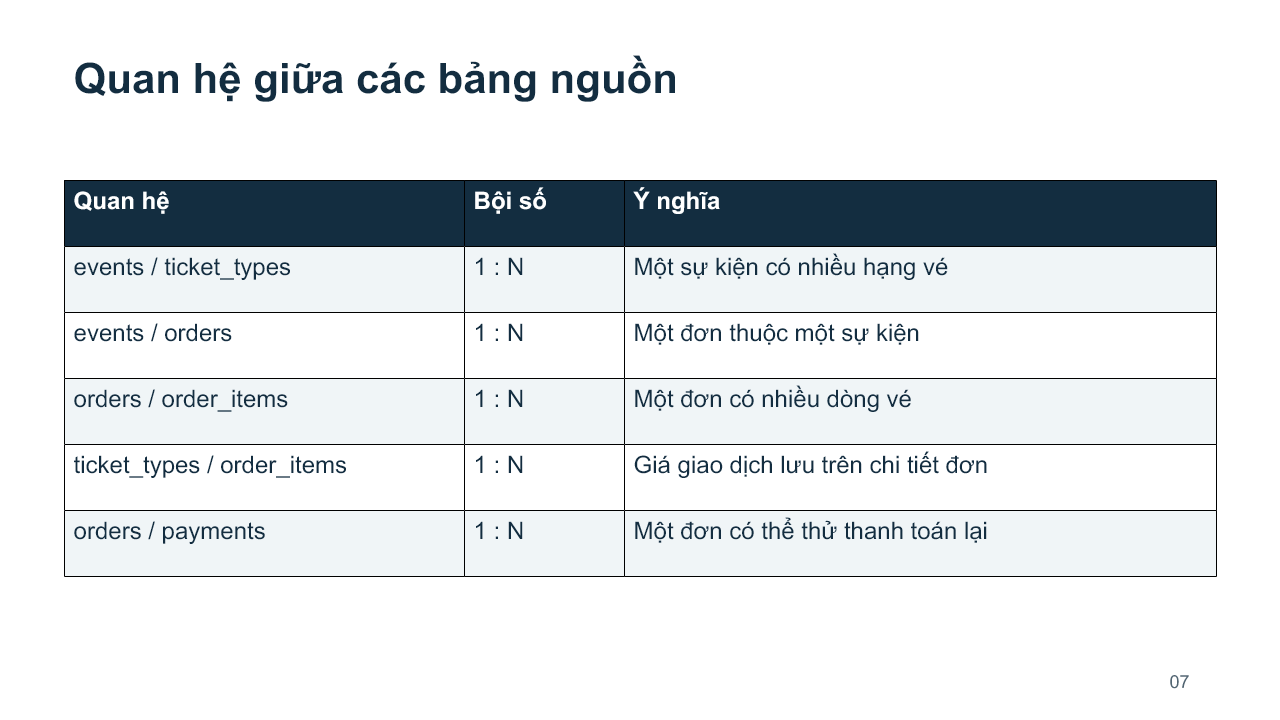 Quan hệ giữa các bảng nguồn
Quan hệ Bội số Ý nghĩa
events / ticket_types 1 : N Một sự kiện có nhiều hạng vé
events / orders 1 : N Một đơn thuộc một sự kiện
orders / order_items 1 : N Một đơn có nhiều dòng vé
ticket_types / order_items 1 : N Giá giao dịch lưu trên chi tiết đơn
orders / payments 1 : N Một đơn có thể thử thanh toán lại
07